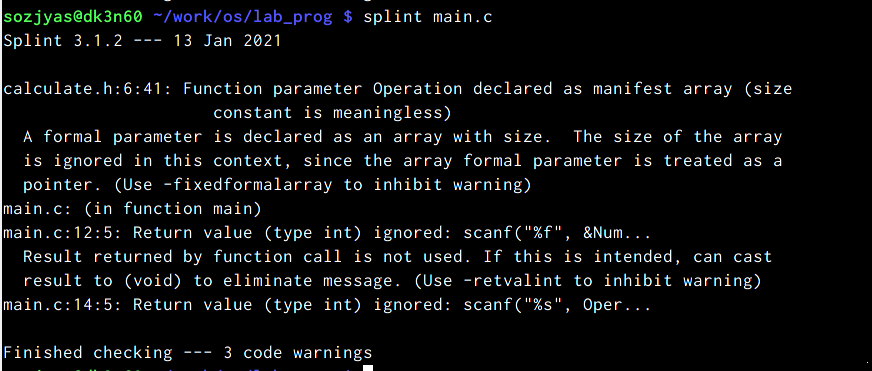 sozjyas@dk3n60 ~/work/os/lab_prog $ splint main.c
Splint 3.1.2 --- 13 Jan 2021
calculate.h:6:41: Function parameter Operation declared as manifest array (size
constant is meaningless)
A formal parameter is declared as an array with size.  The size of the array
is ignored in this context, since the array formal parameter is treated as a
pointer. (Use -fixedformalarray to inhibit warning)
main.c: (in function main)
main.c:12:5: Return value (type int) ignored: scanf("%f", &Num...
Result returned by function call is not used. If this is intended, can cast
result to (void) to eliminate message. (Use -retvalint to inhibit warning)
main.c:14:5: Return value (type int) ignored: scanf("%s", Oper...
Finished checking --- 3 code warnings